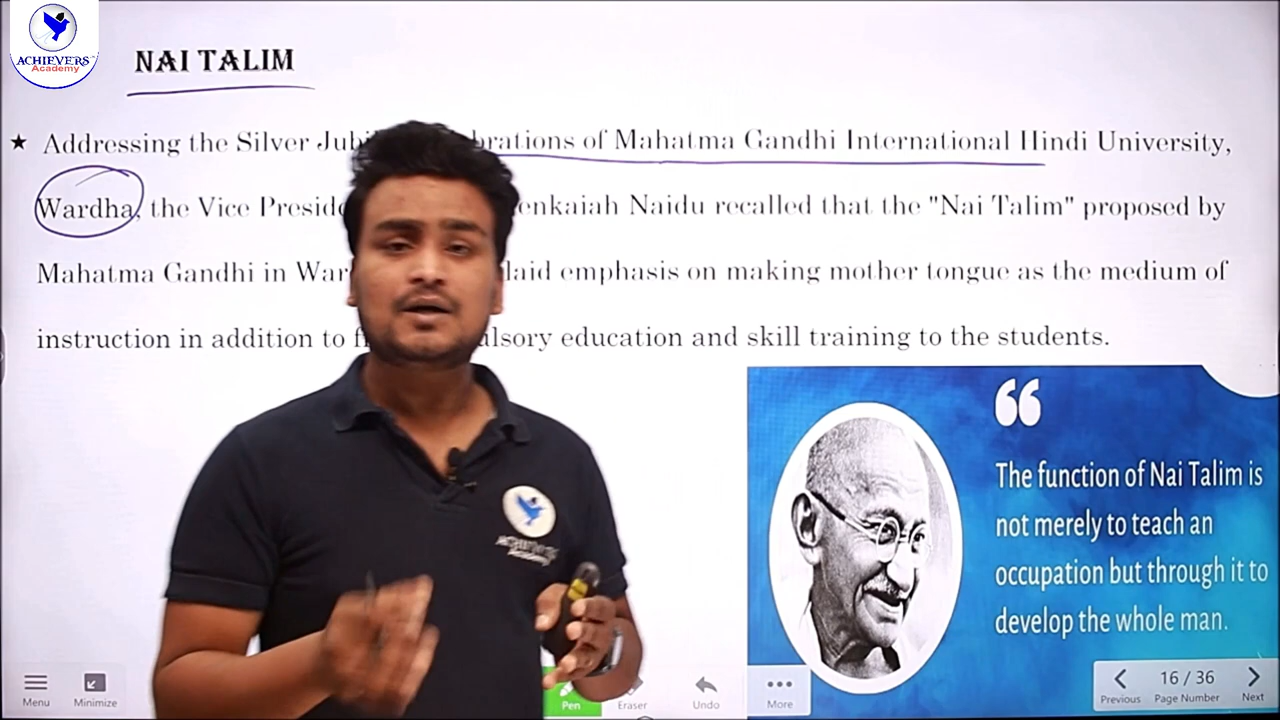 ACHIEVERS
Academy
NAI TALIM
★ Addressing the Silver Jub brations of Mahatma Gandhi International Hindi University,
Wardha, the Vice Presid enkaiah Naidu recalled that the "Nai Talim" proposed by
Mahatma Gandhi in War laid emphasis on making mother tongue as the medium of
instruction in addition to f ulsory education and skill training to the students.
“
The function of Nai Talim is
not merely to teach an
occupation but through it to
develop the whole man.
ACHIEVERS
Academy
Menu
Minimize
Pen
Eraser
Undo
More
Previous
16 / 36
Page Number
Next